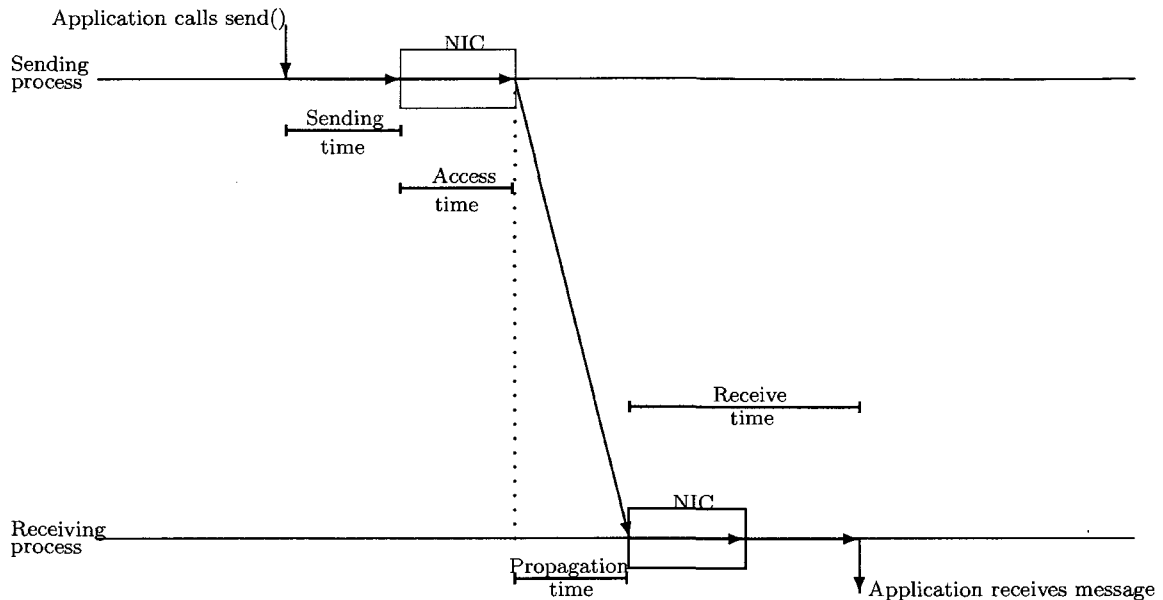 Application calls send()
NIC
Sending
process
Sending
time
Access
time
Receive
time
NIC
Receiving
process
Propagation
time
Application receives message